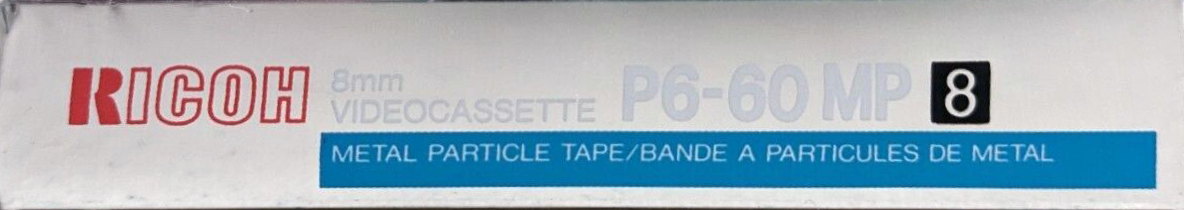 RICOH
8mm
VIDEOCASSETTE
P6-60 MP 8
METAL PARTICLE TAPE/BANDE A PARTICULES DE METAL